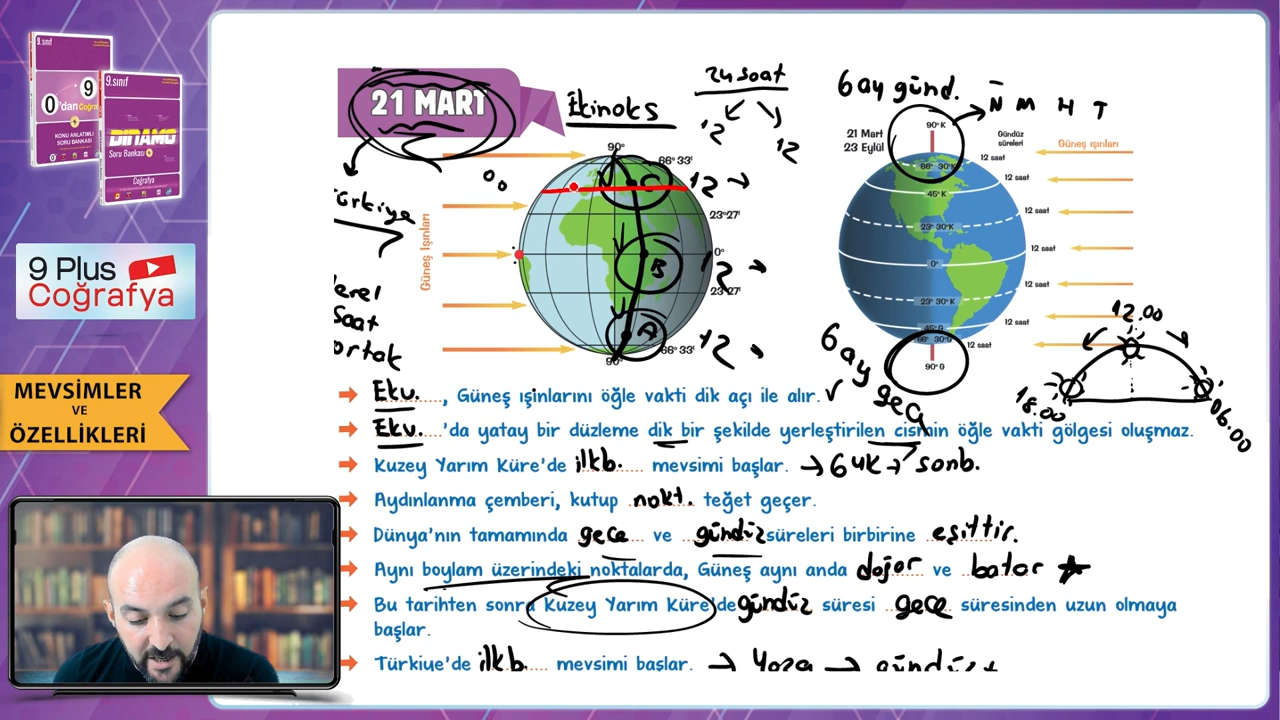 9.sınıf
0'dan 9
Coğrafya
KONU ANLATIMLI
SORU BANKASI
9.sınıf
DİNAMO
Soru Bankası
Coğrafya
9 Plus
Coğrafya
MEVSİMLER
VE
ÖZELLİKLERİ
21 MART
Ekinoks
24 saat
12
12
6 ay günd.
N M H T
Türkiye
Yerel
Saat
ortak
Güneş Işınları
90°
66° 33'
23°27'
0°
23°27'
66° 33'
90°
C
B
A
12
12
12
21 Mart
23 Eylül
90° K
66° 30' K
45° K
23° 30' K
0°
23° 30' G
45° G
66° 30' G
90° G
Gündüz
süreleri
12 saat
12 saat
12 saat
12 saat
12 saat
12 saat
12 saat
Güneş ışınları
6 ay gece
12.00
18.00
06.00
Ekv. , Güneş ışınlarını öğle vakti dik açı ile alır.
Ekv. 'da yatay bir düzleme dik bir şekilde yerleştirilen cismin öğle vakti gölgesi oluşmaz.
Kuzey Yarım Küre'de ilkb. mevsimi başlar. → GYK → sonb.
Aydınlanma çemberi, kutup nokt. teğet geçer.
Dünya'nın tamamında gece ve gündüz süreleri birbirine eşittir.
Aynı boylam üzerindeki noktalarda, Güneş aynı anda doğar ve batar
Bu tarihten sonra Kuzey Yarım Küre'de gündüz süresi gece süresinden uzun olmaya
başlar.
Türkiye'de ilkb. mevsimi başlar. →